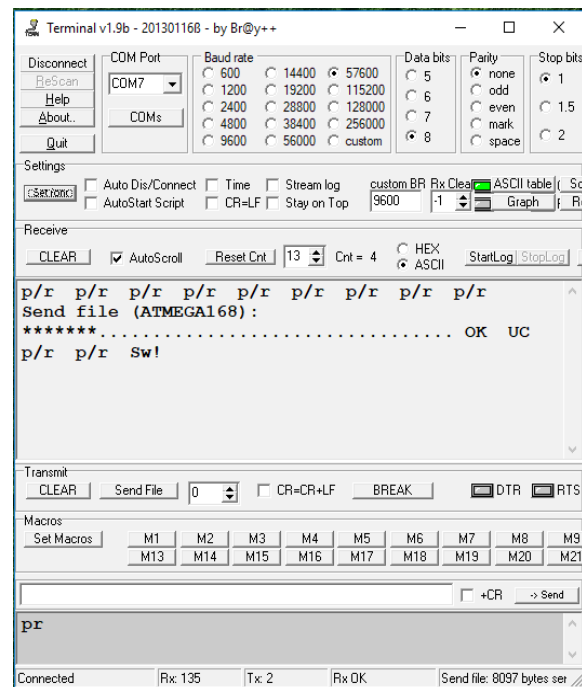 Terminal v1.9b - 20130116ß - by Br@y++
Disconnect
ReScan
Help
About..
Quit
COM Port
COM7
COMs
Baud rate
600 14400 57600
1200 19200 115200
2400 28800 128000
4800 38400 256000
9600 56000 custom
Data bits
5
6
7
8
Parity
none
odd
even
mark
space
Stop bits
1
1.5
2
Settings
Set font
Auto Dis/Connect Time Stream log
AutoStart Script CR=LF Stay on Top
custom BR Rx Clea
9600 -1
ASCII table
Graph
Receive
CLEAR AutoScroll Reset Cnt 13 Cnt = 4
HEX
ASCII
StartLog StopLog
p/r p/r p/r p/r p/r p/r p/r p/r p/r
Send file (ATMEGA168):
*******................................. OK UC
p/r p/r Sw!
Transmit
CLEAR Send File 0 CR=CR+LF BREAK DTR RTS
Macros
Set Macros M1 M2 M3 M4 M5 M6 M7 M8 M9
M13 M14 M15 M16 M17 M18 M19 M20 M21
+CR -> Send
pr
Connected Rx: 135 Tx: 2 Rx OK Send file: 8097 bytes ser